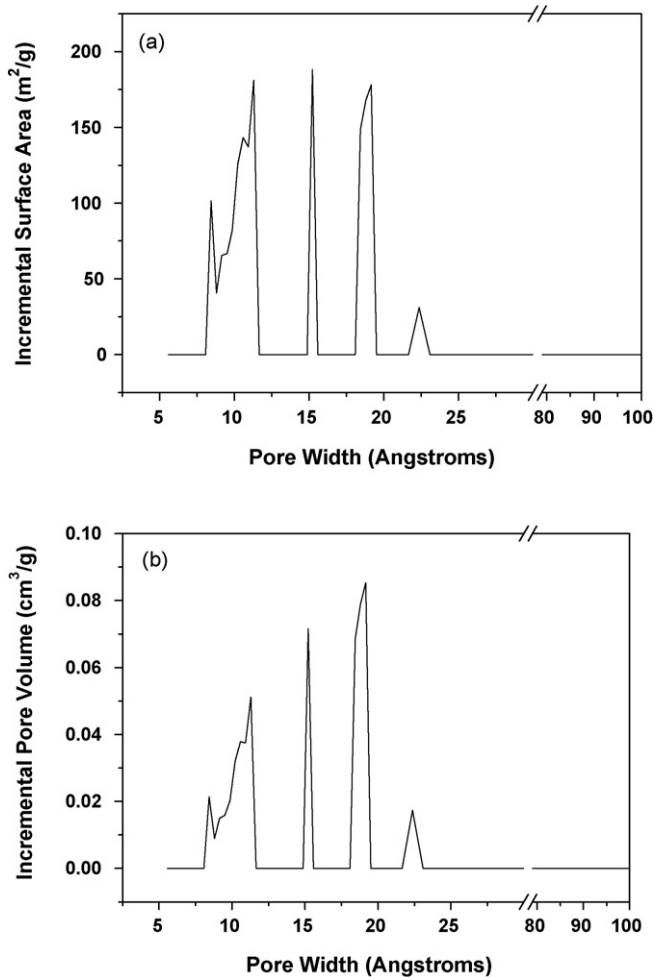 (a)
Incremental Surface Area (m²/g)
200
150
100
50
0
5 10 15 20 25 80 90 100
Pore Width (Angstroms)
(b)
Incremental Pore Volume (cm³/g)
0.10
0.08
0.06
0.04
0.02
0.00
5 10 15 20 25 80 90 100
Pore Width (Angstroms)